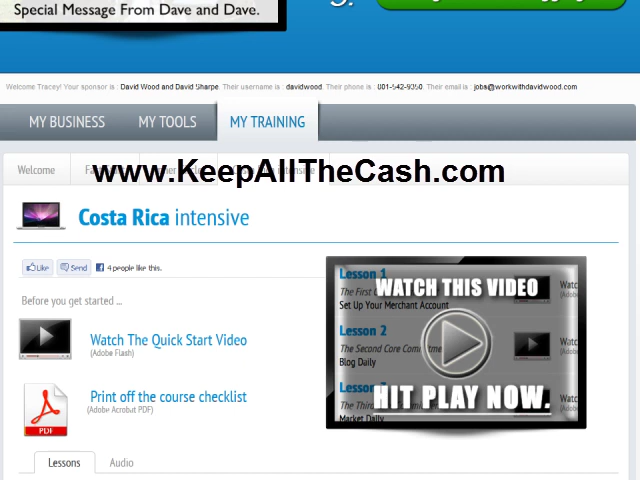 Special Message From Dave and Dave.
Welcome Tracey! Your sponsor is : David Wood and David Sharpe. Their username is : davidwood. Their phone is : 001-542-9350. Their email is : jobs@workwithdavidwood.com
MY BUSINESS
MY TOOLS
MY TRAINING
Welcome
www.KeepAllTheCash.com
Costa Rica intensive
Like
Send
4 people like this.
Before you get started ...
Watch The Quick Start Video
(Adobe Flash)
Print off the course checklist
(Adobe Acrobat PDF)
PDF
Lesson 1
WATCH THIS VIDEO
The First
Set Up Your Merchant Account
Lesson 2
The Second Core
Blog Daily
The Third
HIT PLAY NOW.
Market Daily
Lessons
Audio